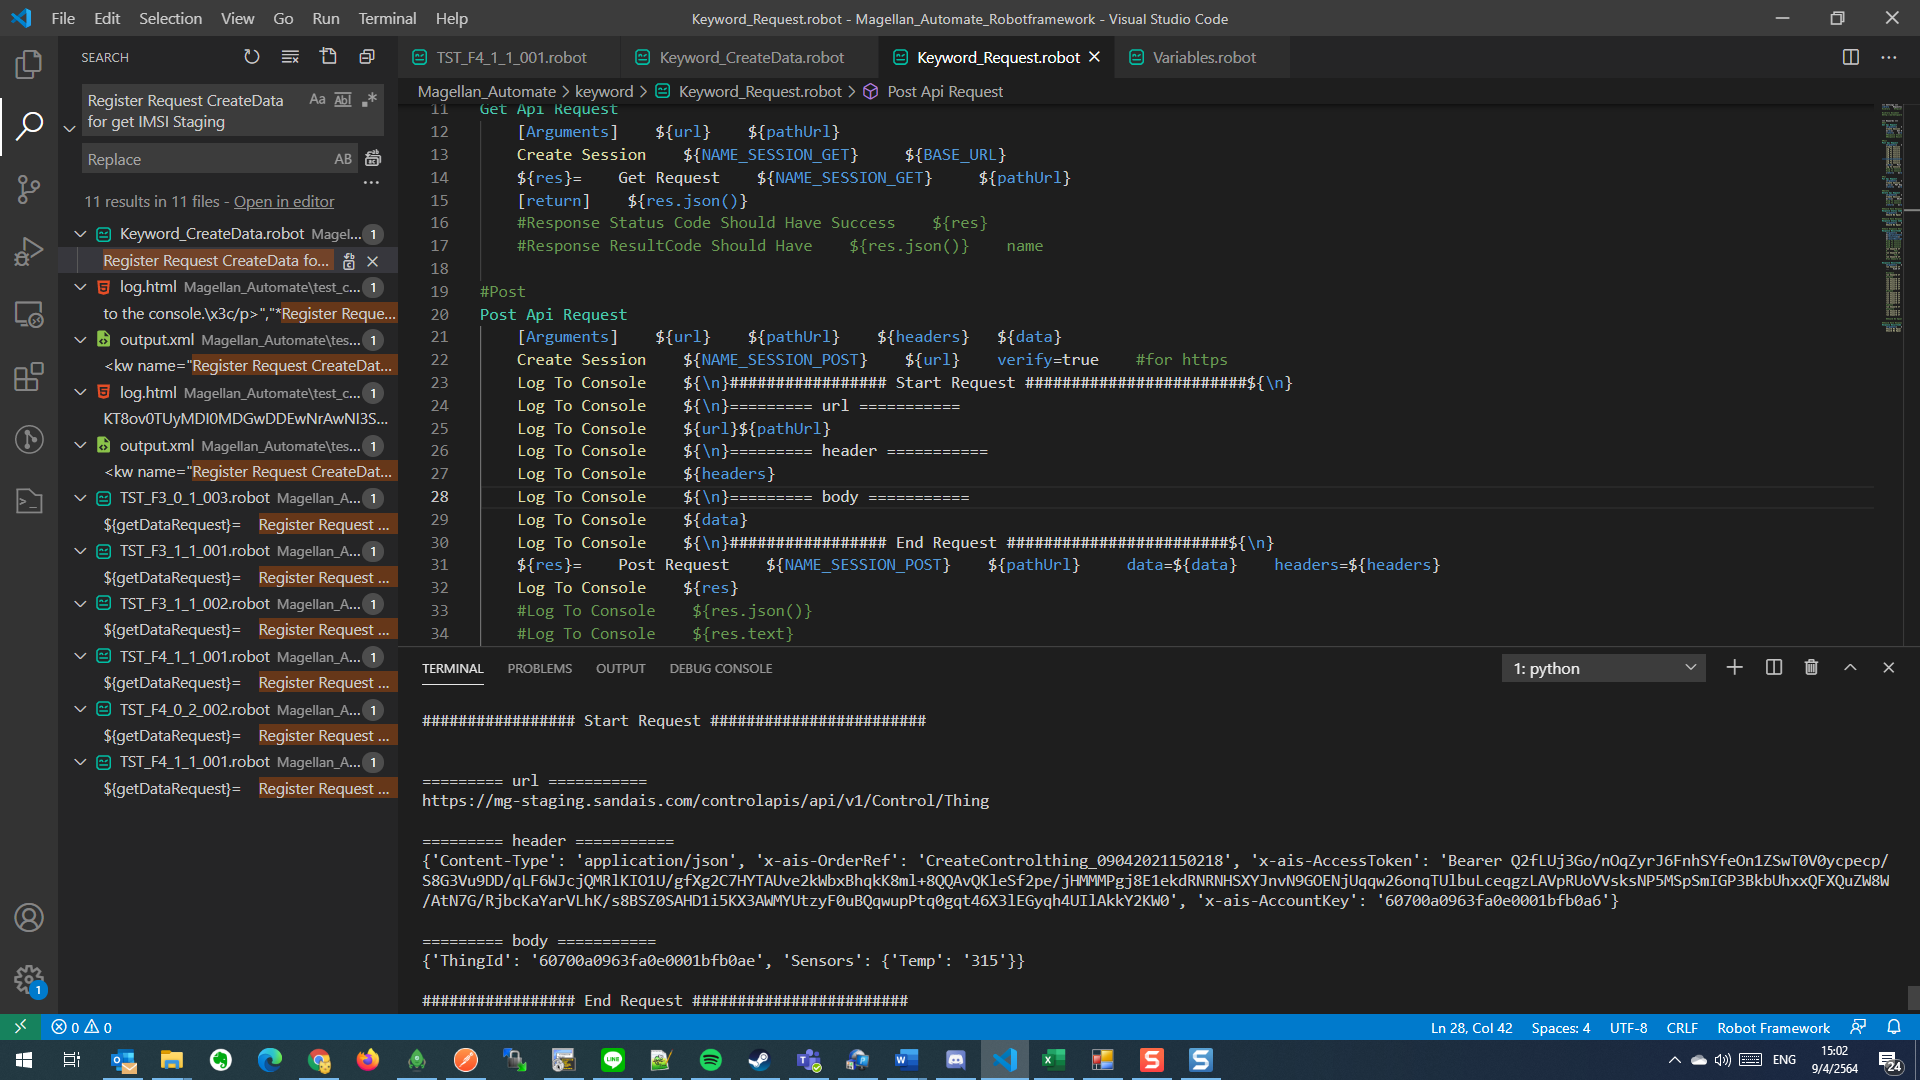 File Edit Selection View Go Run Terminal Help
Keyword_Request.robot - Magellan_Automate_Robotframework - Visual Studio Code
SEARCH
Register Request CreateData
for get IMSI Staging
Aa Abl .*
Replace
AB
11 results in 11 files - Open in editor
Keyword_CreateData.robot Magel... 1
Register Request CreateData fo...
log.html Magellan_Automate\test_c... 1
to the console.\x3c/p>","*Register Reque...
output.xml Magellan_Automate\tes... 1
<kw name="Register Request CreateDat...
log.html Magellan_Automate\test_c... 1
KT8ov0TUyMDI0MDGwDDEwNrAwNI3S...
output.xml Magellan_Automate\tes... 1
<kw name="Register Request CreateDat...
TST_F3_0_1_003.robot Magellan_A... 1
${getDataRequest}= Register Request ...
TST_F3_1_1_001.robot Magellan_A... 1
${getDataRequest}= Register Request ...
TST_F3_1_1_002.robot Magellan_A... 1
${getDataRequest}= Register Request ...
TST_F4_1_1_001.robot Magellan_A... 1
${getDataRequest}= Register Request ...
TST_F4_0_2_002.robot Magellan_A... 1
${getDataRequest}= Register Request ...
TST_F4_1_1_001.robot Magellan_A... 1
${getDataRequest}= Register Request ...
TST_F4_1_1_001.robot Keyword_CreateData.robot Keyword_Request.robot Variables.robot
Magellan_Automate > keyword > Keyword_Request.robot > Post Api Request
11 Get Api Request
12 [Arguments] ${url} ${pathUrl}
13 Create Session ${NAME_SESSION_GET} ${BASE_URL}
14 ${res}= Get Request ${NAME_SESSION_GET} ${pathUrl}
15 [return] ${res.json()}
16 #Response Status Code Should Have Success ${res}
17 #Response ResultCode Should Have ${res.json()} name
18
19 #Post
20 Post Api Request
21 [Arguments] ${url} ${pathUrl} ${headers} ${data}
22 Create Session ${NAME_SESSION_POST} ${url} verify=true #for https
23 Log To Console ${\n}################# Start Request ########################${\n}
24 Log To Console ${\n}========= url ===========
25 Log To Console ${url}${pathUrl}
26 Log To Console ${\n}========= header ===========
27 Log To Console ${headers}
28 Log To Console ${\n}========= body ===========
29 Log To Console ${data}
30 Log To Console ${\n}################# End Request ########################${\n}
31 ${res}= Post Request ${NAME_SESSION_POST} ${pathUrl} data=${data} headers=${headers}
32 Log To Console ${res}
33 #Log To Console ${res.json()}
34 #Log To Console ${res.text}
TERMINAL PROBLEMS OUTPUT DEBUG CONSOLE
1: python
################# Start Request ########################
========= url ===========
https://mg-staging.sandais.com/controlapis/api/v1/Control/Thing
========= header ===========
{'Content-Type': 'application/json', 'x-ais-OrderRef': 'CreateControlthing_09042021150218', 'x-ais-AccessToken': 'Bearer Q2fLUj3Go/nOqZyrJ6FnhSYfeOn1ZSwT0V0ycpecp/
S8G3Vu9DD/qLF6WJcjQMRlKIO1U/gfXg2C7HYTAUve2kWbxBhqkK8ml+8QQAvQKleSf2pe/jHMMMPgj8E1ekdRNRNHSXYJnvN9GOENjUqqw26onqTUlbuLceqgzLAVpRUoVVsksNP5MSpSmIGP3BkbUhxxQFXQuZW8W
/AtN7G/RjbcKaYarVLhK/s8BSZ0SAHD1i5KX3AWMYUtzyF0uBQqwupPtq0gqt46X3lEGyqh4UIlAkkY2KW0', 'x-ais-AccountKey': '60700a0963fa0e0001bfb0a6'}
========= body ===========
{'ThingId': '60700a0963fa0e0001bfb0ae', 'Sensors': {'Temp': '315'}}
################# End Request ########################
1
0 0
Ln 28, Col 42 Spaces: 4 UTF-8 CRLF Robot Framework
ENG
15:02
9/4/2564
24